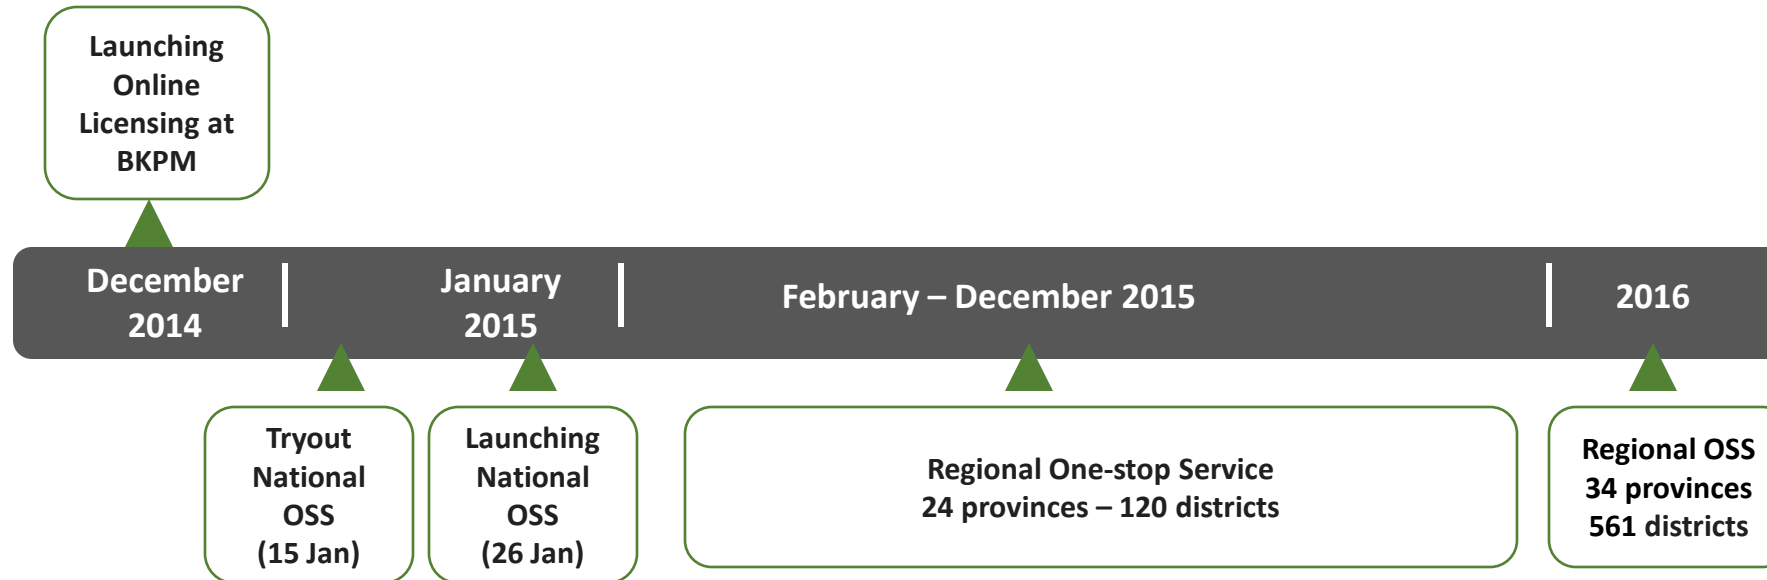 Launching
Online
Licensing at
BKPM
December
2014
January
2015
February – December 2015
2016
Tryout
National
OSS
(15 Jan)
Launching
National
OSS
(26 Jan)
Regional One-stop Service
24 provinces – 120 districts
Regional OSS
34 provinces
561 districts